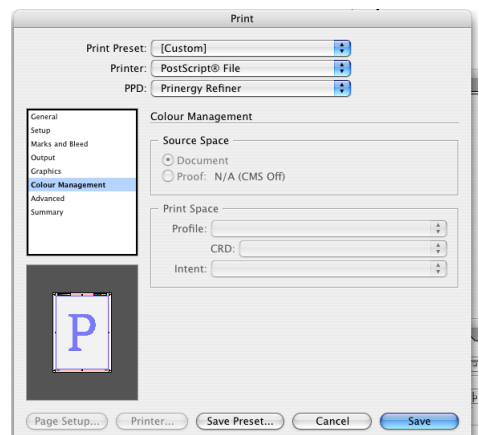 Print
Print Preset: [Custom]
Printer: PostScript® File
PPD: Prinergy Refiner
General
Setup
Marks and Bleed
Output
Graphics
Colour Management
Advanced
Summary
Colour Management
Source Space
Document
Proof: N/A (CMS Off)
Print Space
Profile:
CRD:
Intent:
P
Page Setup... Printer... Save Preset... Cancel Save